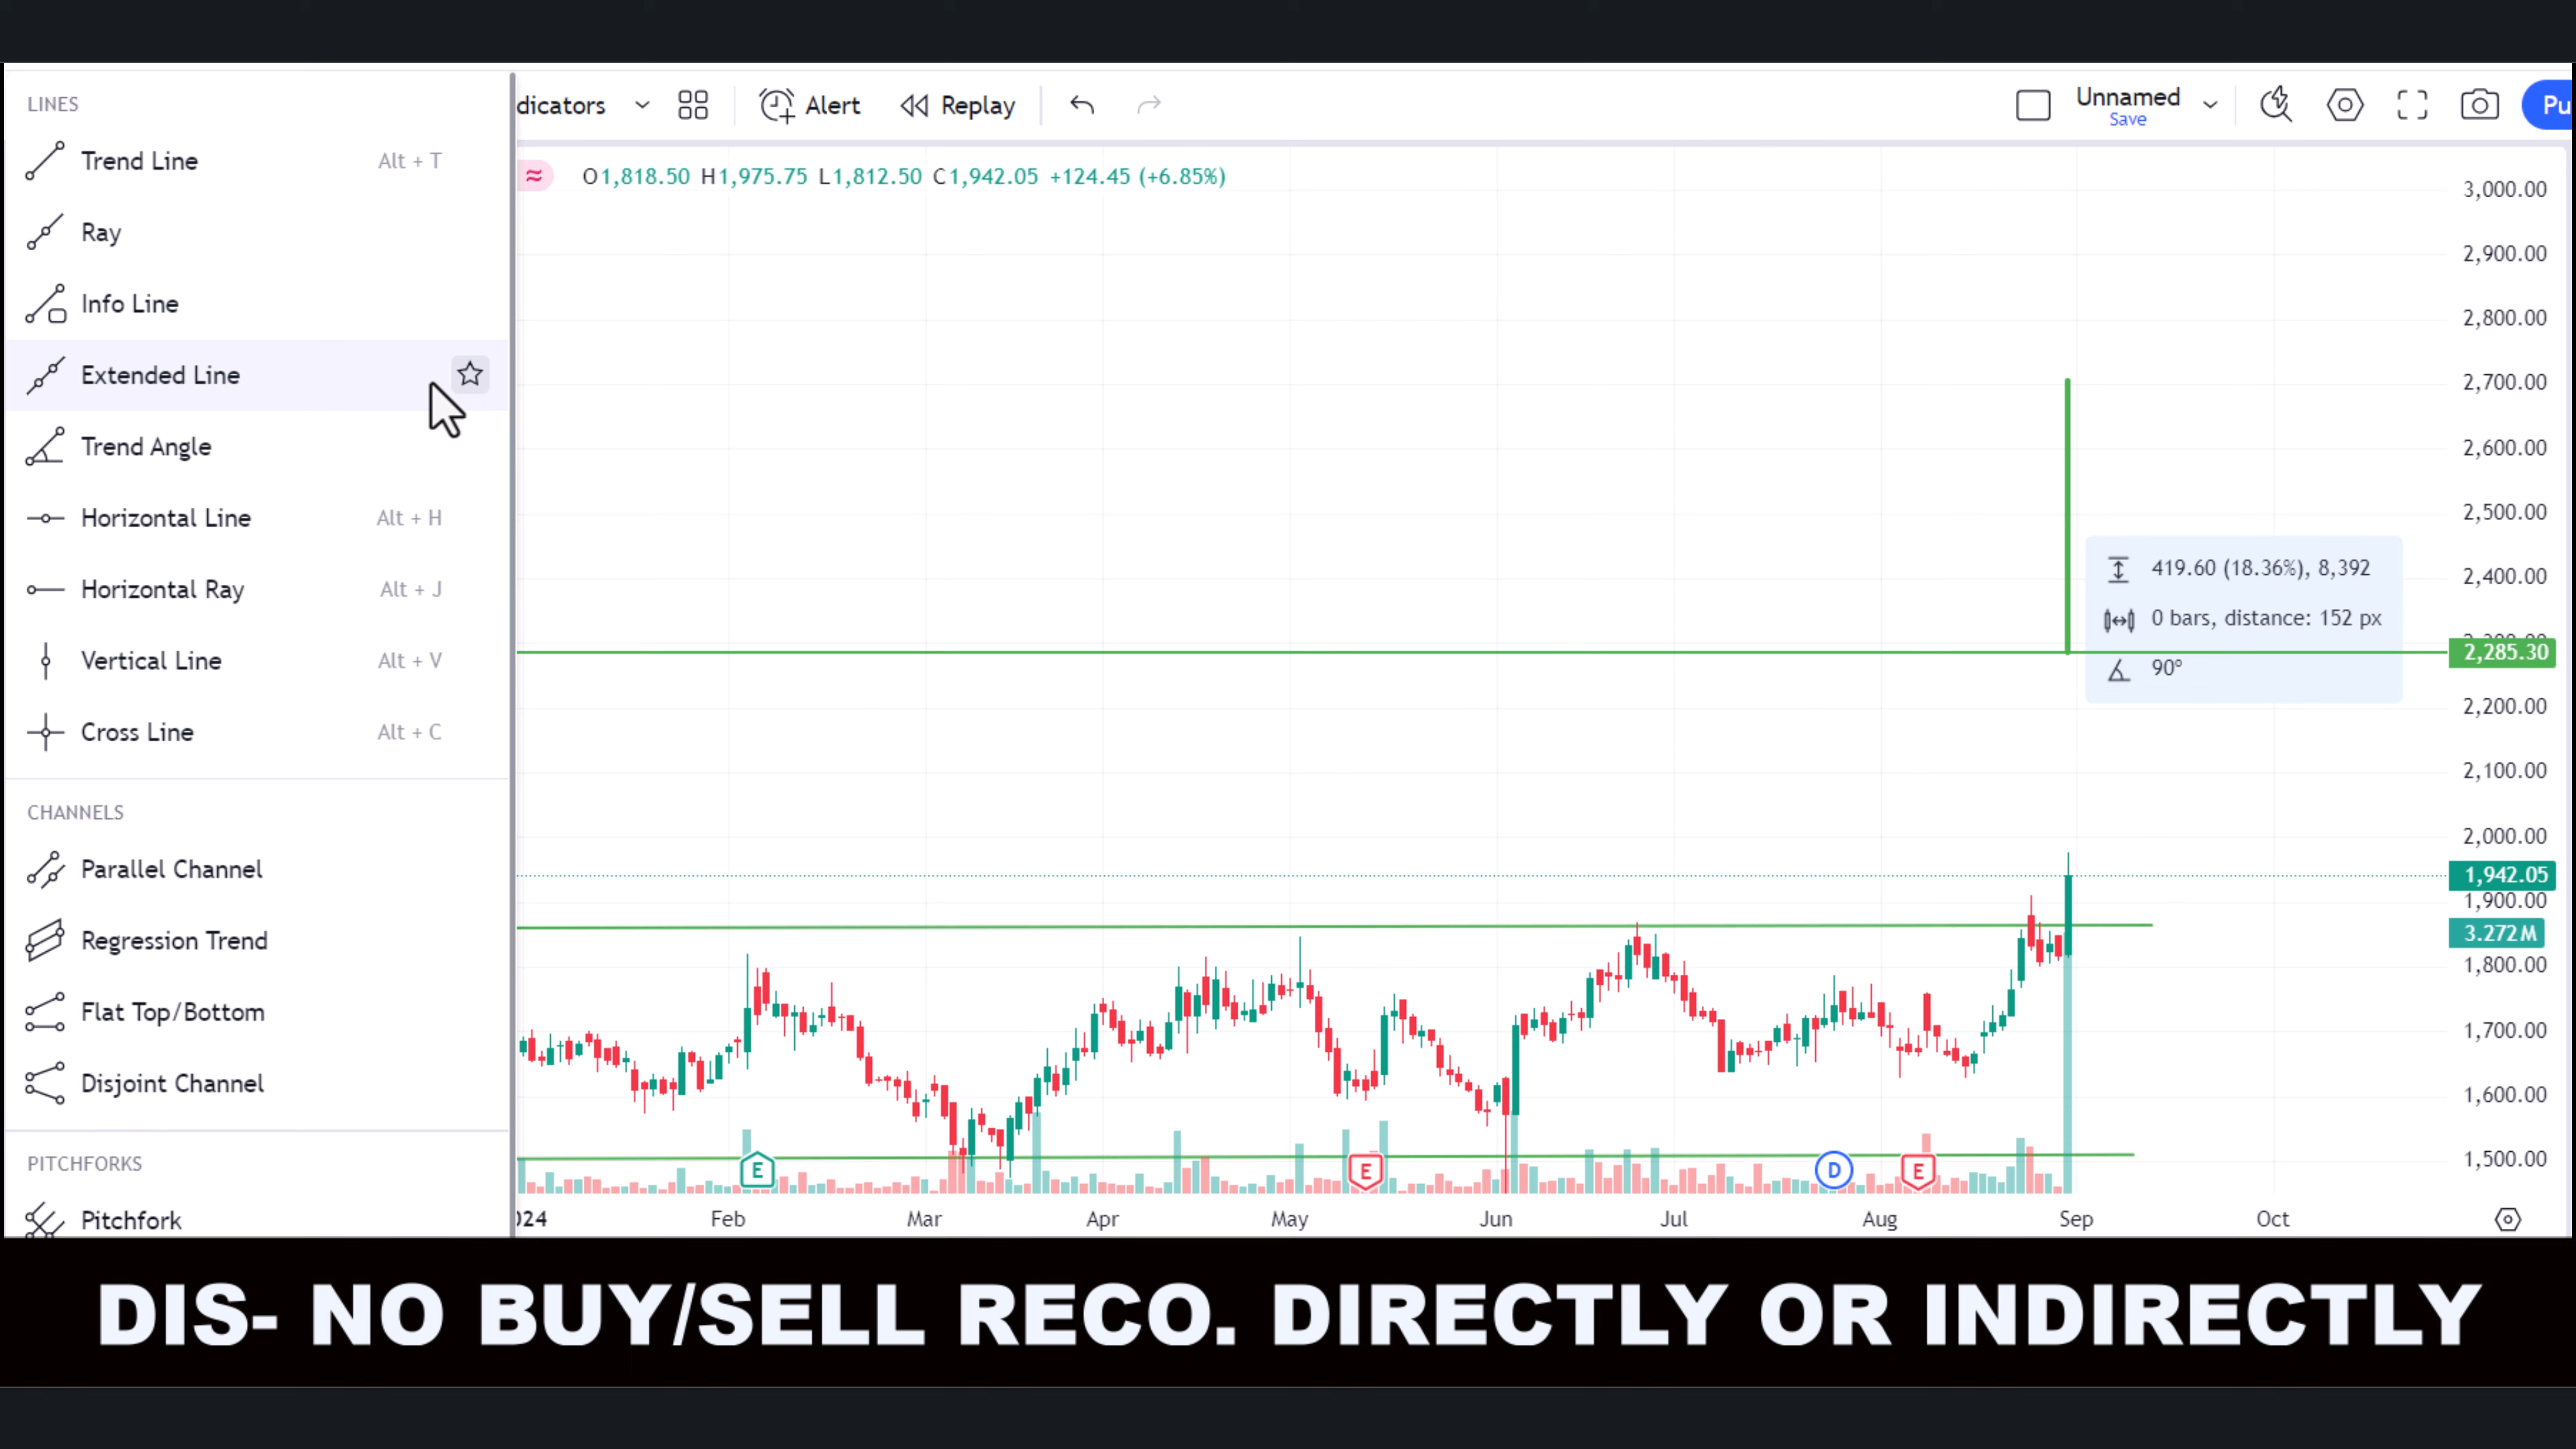 LINES
Trend Line Alt + T
Ray
Info Line
Extended Line
Trend Angle
Horizontal Line Alt + H
Horizontal Ray Alt + J
Vertical Line Alt + V
Cross Line Alt + C
CHANNELS
Parallel Channel
Regression Trend
Flat Top/Bottom
Disjoint Channel
PITCHFORKS
Pitchfork
dicators
Alert
Replay
Unnamed
Save
Pu
O1,818.50 H1,975.75 L1,812.50 C1,942.05 +124.45 (+6.85%)
3,000.00
2,900.00
2,800.00
2,700.00
2,600.00
2,500.00
2,400.00
2,285.30
2,200.00
2,100.00
2,000.00
1,942.05
1,900.00
3.272M
1,800.00
1,700.00
1,600.00
1,500.00
419.60 (18.36%), 8,392
0 bars, distance: 152 px
90º
E E D E
024 Feb Mar Apr May Jun Jul Aug Sep Oct
DIS- NO BUY/SELL RECO. DIRECTLY OR INDIRECTLY